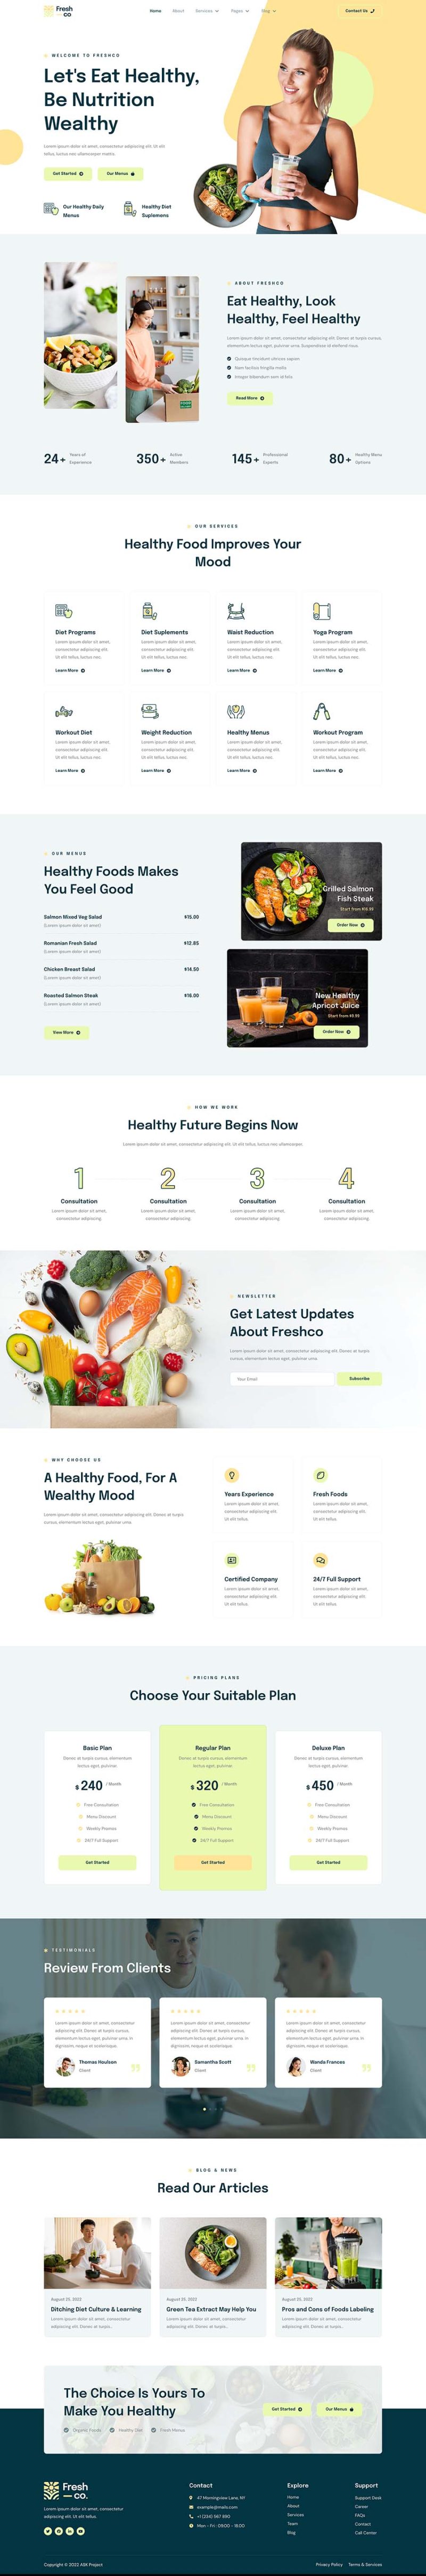 Fresh
co
Home About Services Pages Blog
Contact Us
WELCOME TO FRESHCO
Let's Eat Healthy,
Be Nutrition
Wealthy
Lorem ipsum dolor sit amet, consectetur adipiscing elit. Ut elit
tellus, luctus nec ullamcorper mattis.
Get Started
Our Menus
Our Healthy Daily
Menus
Healthy Diet
Suplemens
ABOUT FRESHCO
Eat Healthy, Look
Healthy, Feel Healthy
Lorem ipsum dolor sit amet, consectetur adipiscing elit. Donec at turpis cursus,
elementum lectus eget, pulvinar urna. Suspendisse id eleifend risus.
Quisque tincidunt ultrices sapien
Nam facilisis fringilla mollis
Integer bibendum sem id felis
Read More
24+ Years of
Experience
350+ Active
Members
145+ Professional
Experts
80+ Healthy Menu
Options
OUR SERVICES
Healthy Food Improves Your
Mood
Diet Programs
Lorem ipsum dolor sit amet,
consectetur adipiscing elit.
Ut elit tellus, luctus nec.
Learn More
Diet Suplements
Lorem ipsum dolor sit amet,
consectetur adipiscing elit.
Ut elit tellus, luctus nec.
Learn More
Waist Reduction
Lorem ipsum dolor sit amet,
consectetur adipiscing elit.
Ut elit tellus, luctus nec.
Learn More
Yoga Program
Lorem ipsum dolor sit amet,
consectetur adipiscing elit.
Ut elit tellus, luctus nec.
Learn More
Workout Diet
Lorem ipsum dolor sit amet,
consectetur adipiscing elit.
Ut elit tellus, luctus nec.
Learn More
Weight Reduction
Lorem ipsum dolor sit amet,
consectetur adipiscing elit.
Ut elit tellus, luctus nec.
Learn More
Healthy Menus
Lorem ipsum dolor sit amet,
consectetur adipiscing elit.
Ut elit tellus, luctus nec.
Learn More
Workout Program
Lorem ipsum dolor sit amet,
consectetur adipiscing elit.
Ut elit tellus, luctus nec.
Learn More
OUR MENUS
Healthy Foods Makes
You Feel Good
Salmon Mixed Veg Salad $15.00
(Lorem ipsum dolor sit amet)
Romanian Fresh Salad $12.85
(Lorem ipsum dolor sit amet)
Chicken Breast Salad $14.50
(Lorem ipsum dolor sit amet)
Roasted Salmon Steak $18.00
(Lorem ipsum dolor sit amet)
View More
Grilled Salmon
Fish Steak
Start from
Order Now
New Healthy
Apricot Juice
Start from
Order Now
HOW WE WORK
Healthy Future Begins Now
Lorem ipsum dolor sit amet, consectetur adipiscing elit. Ut elit tellus, luctus nec ullamcorper.
1
Consultation
Lorem ipsum dolor sit amet,
consectetur adipiscing.
2
Consultation
Lorem ipsum dolor sit amet,
consectetur adipiscing.
3
Consultation
Lorem ipsum dolor sit amet,
consectetur adipiscing.
4
Consultation
Lorem ipsum dolor sit amet,
consectetur adipiscing.
NEWSLETTER
Get Latest Updates
About Freshco
Lorem ipsum dolor sit amet, consectetur adipiscing elit. Donec at turpis
cursus, elementum lectus eget, pulvinar urna.
Your Email
Subscribe
WHY CHOOSE US
A Healthy Food, For A
Wealthy Mood
Lorem ipsum dolor sit amet, consectetur adipiscing elit. Donec at turpis
cursus, elementum lectus eget, pulvinar urna.
Years Experience
Lorem ipsum dolor sit amet,
consectetur adipiscing elit.
Ut elit tellus.
Fresh Foods
Lorem ipsum dolor sit amet,
consectetur adipiscing elit.
Ut elit tellus.
Certified Company
Lorem ipsum dolor sit amet,
consectetur adipiscing elit.
Ut elit tellus.
24/7 Full Support
Lorem ipsum dolor sit amet,
consectetur adipiscing elit.
Ut elit tellus.
PRICING PLANS
Choose Your Suitable Plan
Basic Plan
Donec at turpis cursus, elementum
lectus eget, pulvinar.
$ 240 / Month
Free Consultation
Menu Discount
Weekly Promos
24/7 Full Support
Get Started
Regular Plan
Donec at turpis cursus, elementum
lectus eget, pulvinar.
$ 320 / Month
Free Consultation
Menu Discount
Weekly Promos
24/7 Full Support
Get Started
Deluxe Plan
Donec at turpis cursus, elementum
lectus eget, pulvinar.
$ 450 / Month
Free Consultation
Menu Discount
Weekly Promos
24/7 Full Support
Get Started
TESTIMONIALS
Review From Clients
Lorem ipsum dolor sit amet, consectetur
adipiscing elit. Donec at turpis cursus,
elementum lectus eget, pulvinar urna. In
dignissim, neque et scelerisque.
Thomas Houlsen
Client
Lorem ipsum dolor sit amet, consectetur
adipiscing elit. Donec at turpis cursus,
elementum lectus eget, pulvinar urna. In
dignissim, neque et scelerisque.
Samantha Scott
Client
Lorem ipsum dolor sit amet, consectetur
adipiscing elit. Donec at turpis cursus,
elementum lectus eget, pulvinar urna. In
dignissim, neque et scelerisque.
Wanda Frances
Client
BLOG & NEWS
Read Our Articles
August 25, 2022
Ditching Diet Culture & Learning
Lorem ipsum dolor sit amet, consectetur
adipiscing elit. Donec at turpis...
August 25, 2022
Green Tea Extract May Help You
Lorem ipsum dolor sit amet, consectetur
adipiscing elit. Donec at turpis...
August 25, 2022
Pros and Cons of Foods Labeling
Lorem ipsum dolor sit amet, consectetur
adipiscing elit. Donec at turpis...
The Choice Is Yours To
Make You Healthy
Organic Foods Healthy Diet Fresh Menus
Get Started
Our Menus
Fresh
co.
Lorem ipsum dolor sit amet, consectetur
adipiscing elit. Ut elit tellus.
Contact
47 Morningview Lane, NY
example@mails.com
+1 (234) 567 890
Mon - Fri : 09:00 - 18:00
Explore
Home
About
Services
Team
Blog
Support
Support Desk
Career
FAQs
Contact
Call Center
Copyright © 2022 ASK Project
Privacy Policy Terms & Services